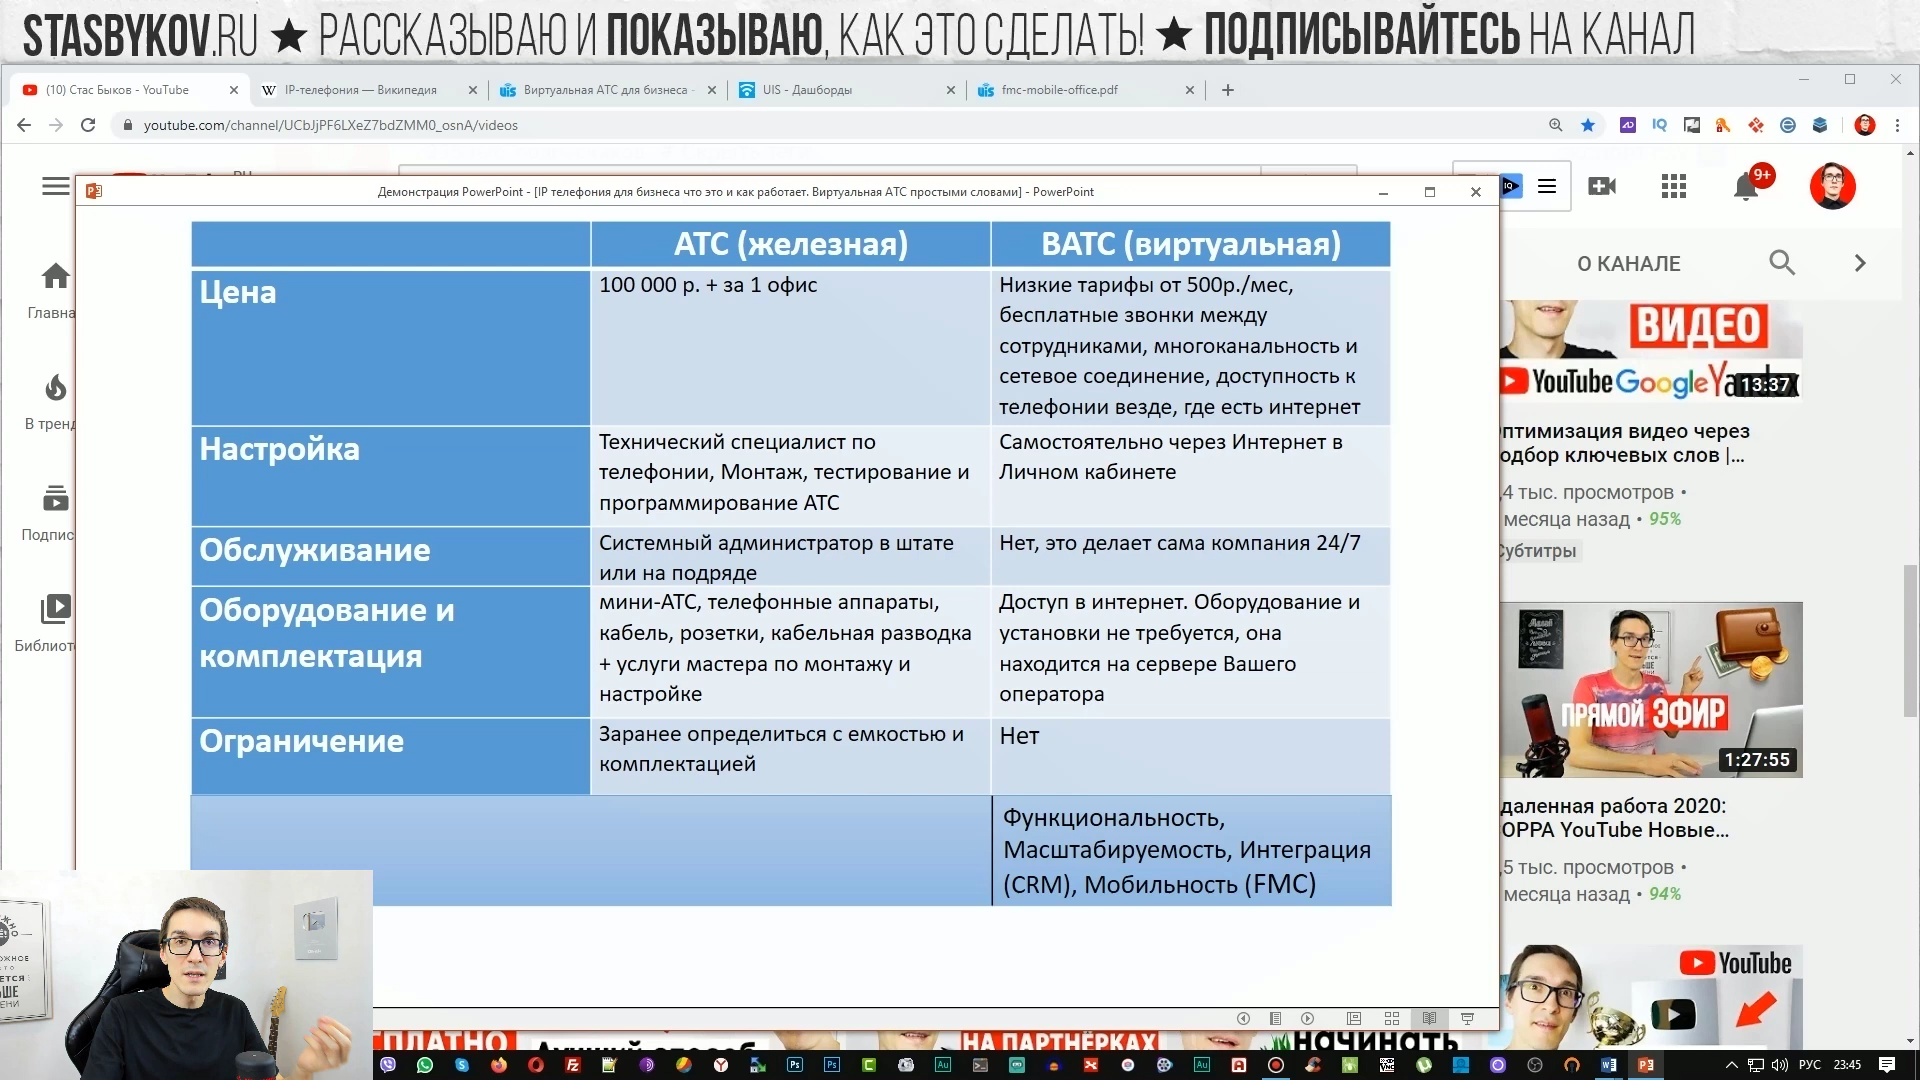 STASBYKOV.RU ★ РАССКАЗЫВАЮ И ПОКАЗЫВАЮ, КАК ЭТО СДЕЛАТЬ! ★ ПОДПИСЫВАЙТЕСЬ НА КАНАЛ
(10) Стас Быков - YouTube
IP-телефония — Википедия
Виртуальная АТС для бизнеса -
UIS - Дашборды
fmc-mobile-office.pdf
youtube.com/channel/UCbJjPF6LXeZ7bdZMM0_osnA/videos
Демонстрация PowerPoint - [IP телефония для бизнеса что это и как работает. Виртуальная АТС простыми словами] - PowerPoint
9+
О КАНАЛЕ
Главна
В тренд
Подпис
Библиот
АТС (железная)
ВАТС (виртуальная)
Цена
100 000 р. + за 1 офис
Низкие тарифы от 500р./мес,
бесплатные звонки между
сотрудниками, многоканальность и
сетевое соединение, доступность к
телефонии везде, где есть интернет
Настройка
Технический специалист по
телефонии, Монтаж, тестирование и
программирование АТС
Самостоятельно через Интернет в
Личном кабинете
Обслуживание
Системный администратор в штате
или на подряде
Нет, это делает сама компания 24/7
Оборудование и
комплектация
мини-АТС, телефонные аппараты,
кабель, розетки, кабельная разводка
+ услуги мастера по монтажу и
настройке
Доступ в интернет. Оборудование и
установки не требуется, она
находится на сервере Вашего
оператора
Ограничение
Заранее определиться с емкостью и
комплектацией
Нет
Функциональность,
Масштабируемость, Интеграция
(CRM), Мобильность (FMC)
ВИДЕО
YouTube Google Yandex
13:37
птимизация видео через
одбор ключевых слов |...
,4 тыс. просмотров •
месяца назад • 95%
Субтитры
ПРЯМОЙ ЭФИР
1:27:55
даленная работа 2020:
OPPA YouTube Новые...
,5 тыс. просмотров •
месяца назад • 94%
YouTube
НА ПАРТНЁРКАХ
начинать
РУС
23:45